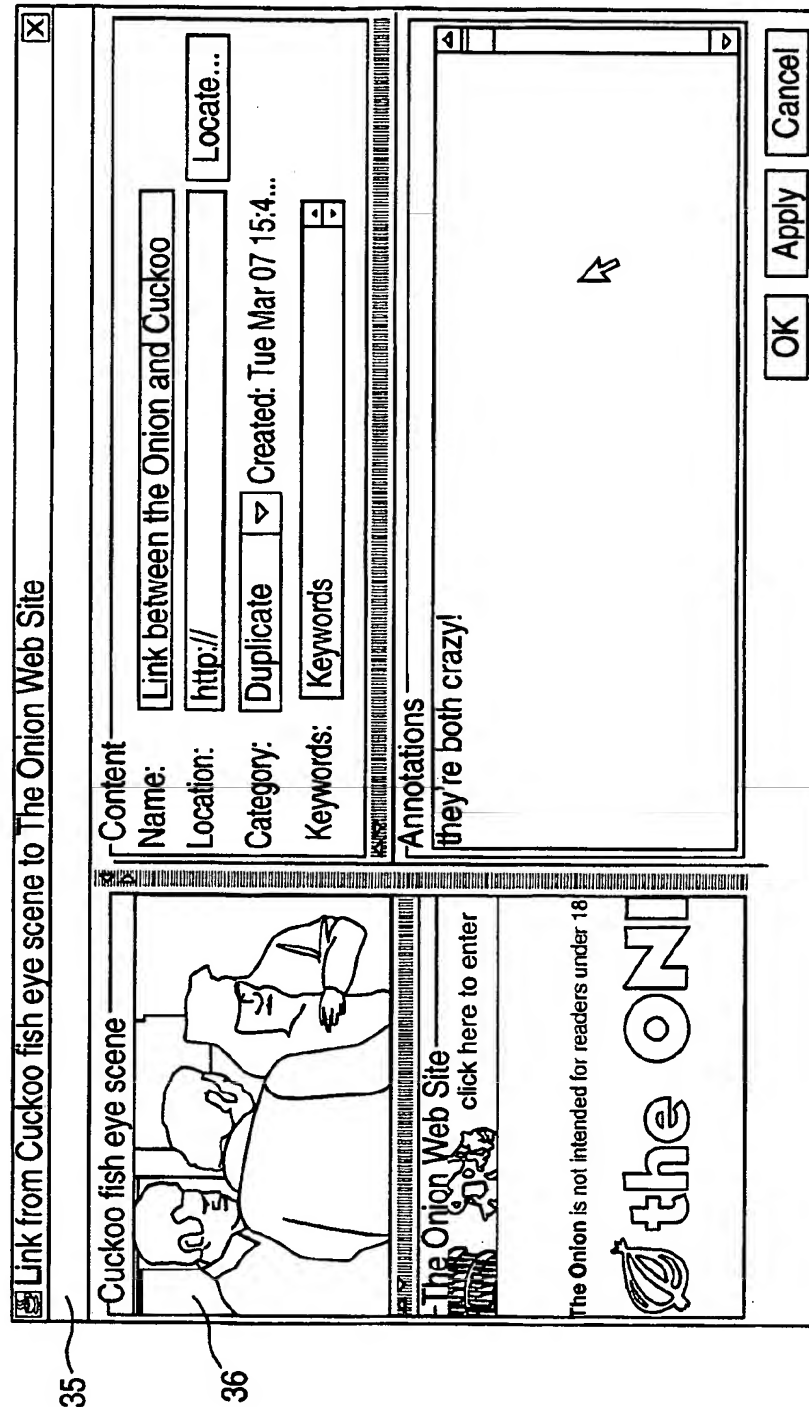 Link from Cuckoo fish eye scene to The Onion Web Site
35
Cuckoo fish eye scene
36
The Onion Web Site
click here to enter
The Onion is not intended for readers under 18
the ONI
Content
Name: Link between the Onion and Cuckoo
Location: http:// Locate...
Category: Duplicate Created: Tue Mar 07 15:4...
Keywords: Keywords
Annotations
they're both crazy!
OK Apply Cancel